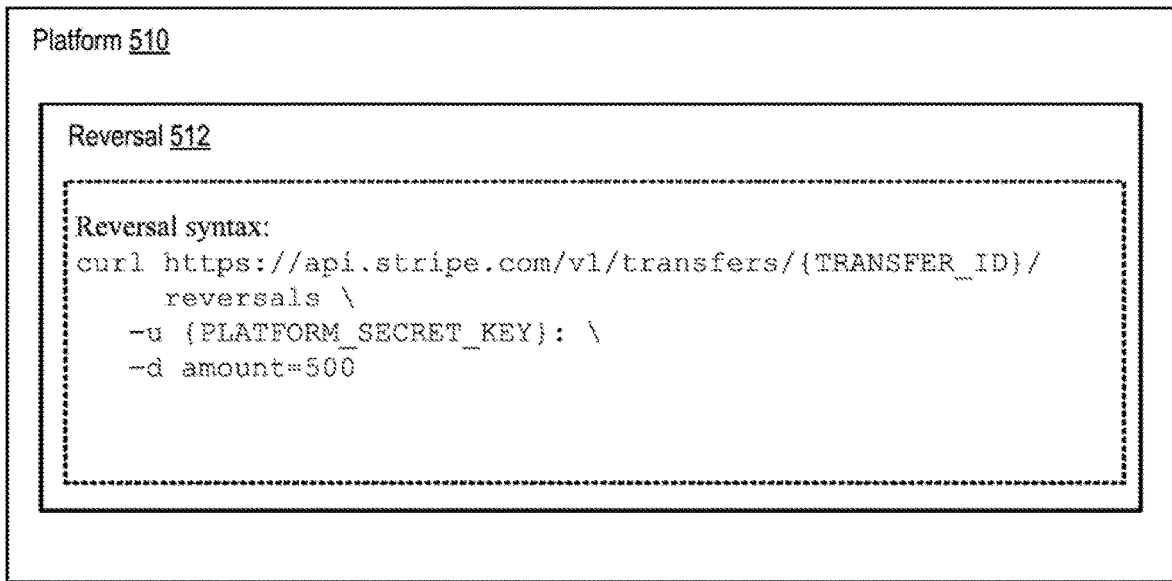 Platform 510
Reversal 512
Reversal syntax:
curl https://api.stripe.com/v1/transfers/{TRANSFER_ID}/
reversals \
-u {PLATFORM_SECRET_KEY}: \
-d amount=500